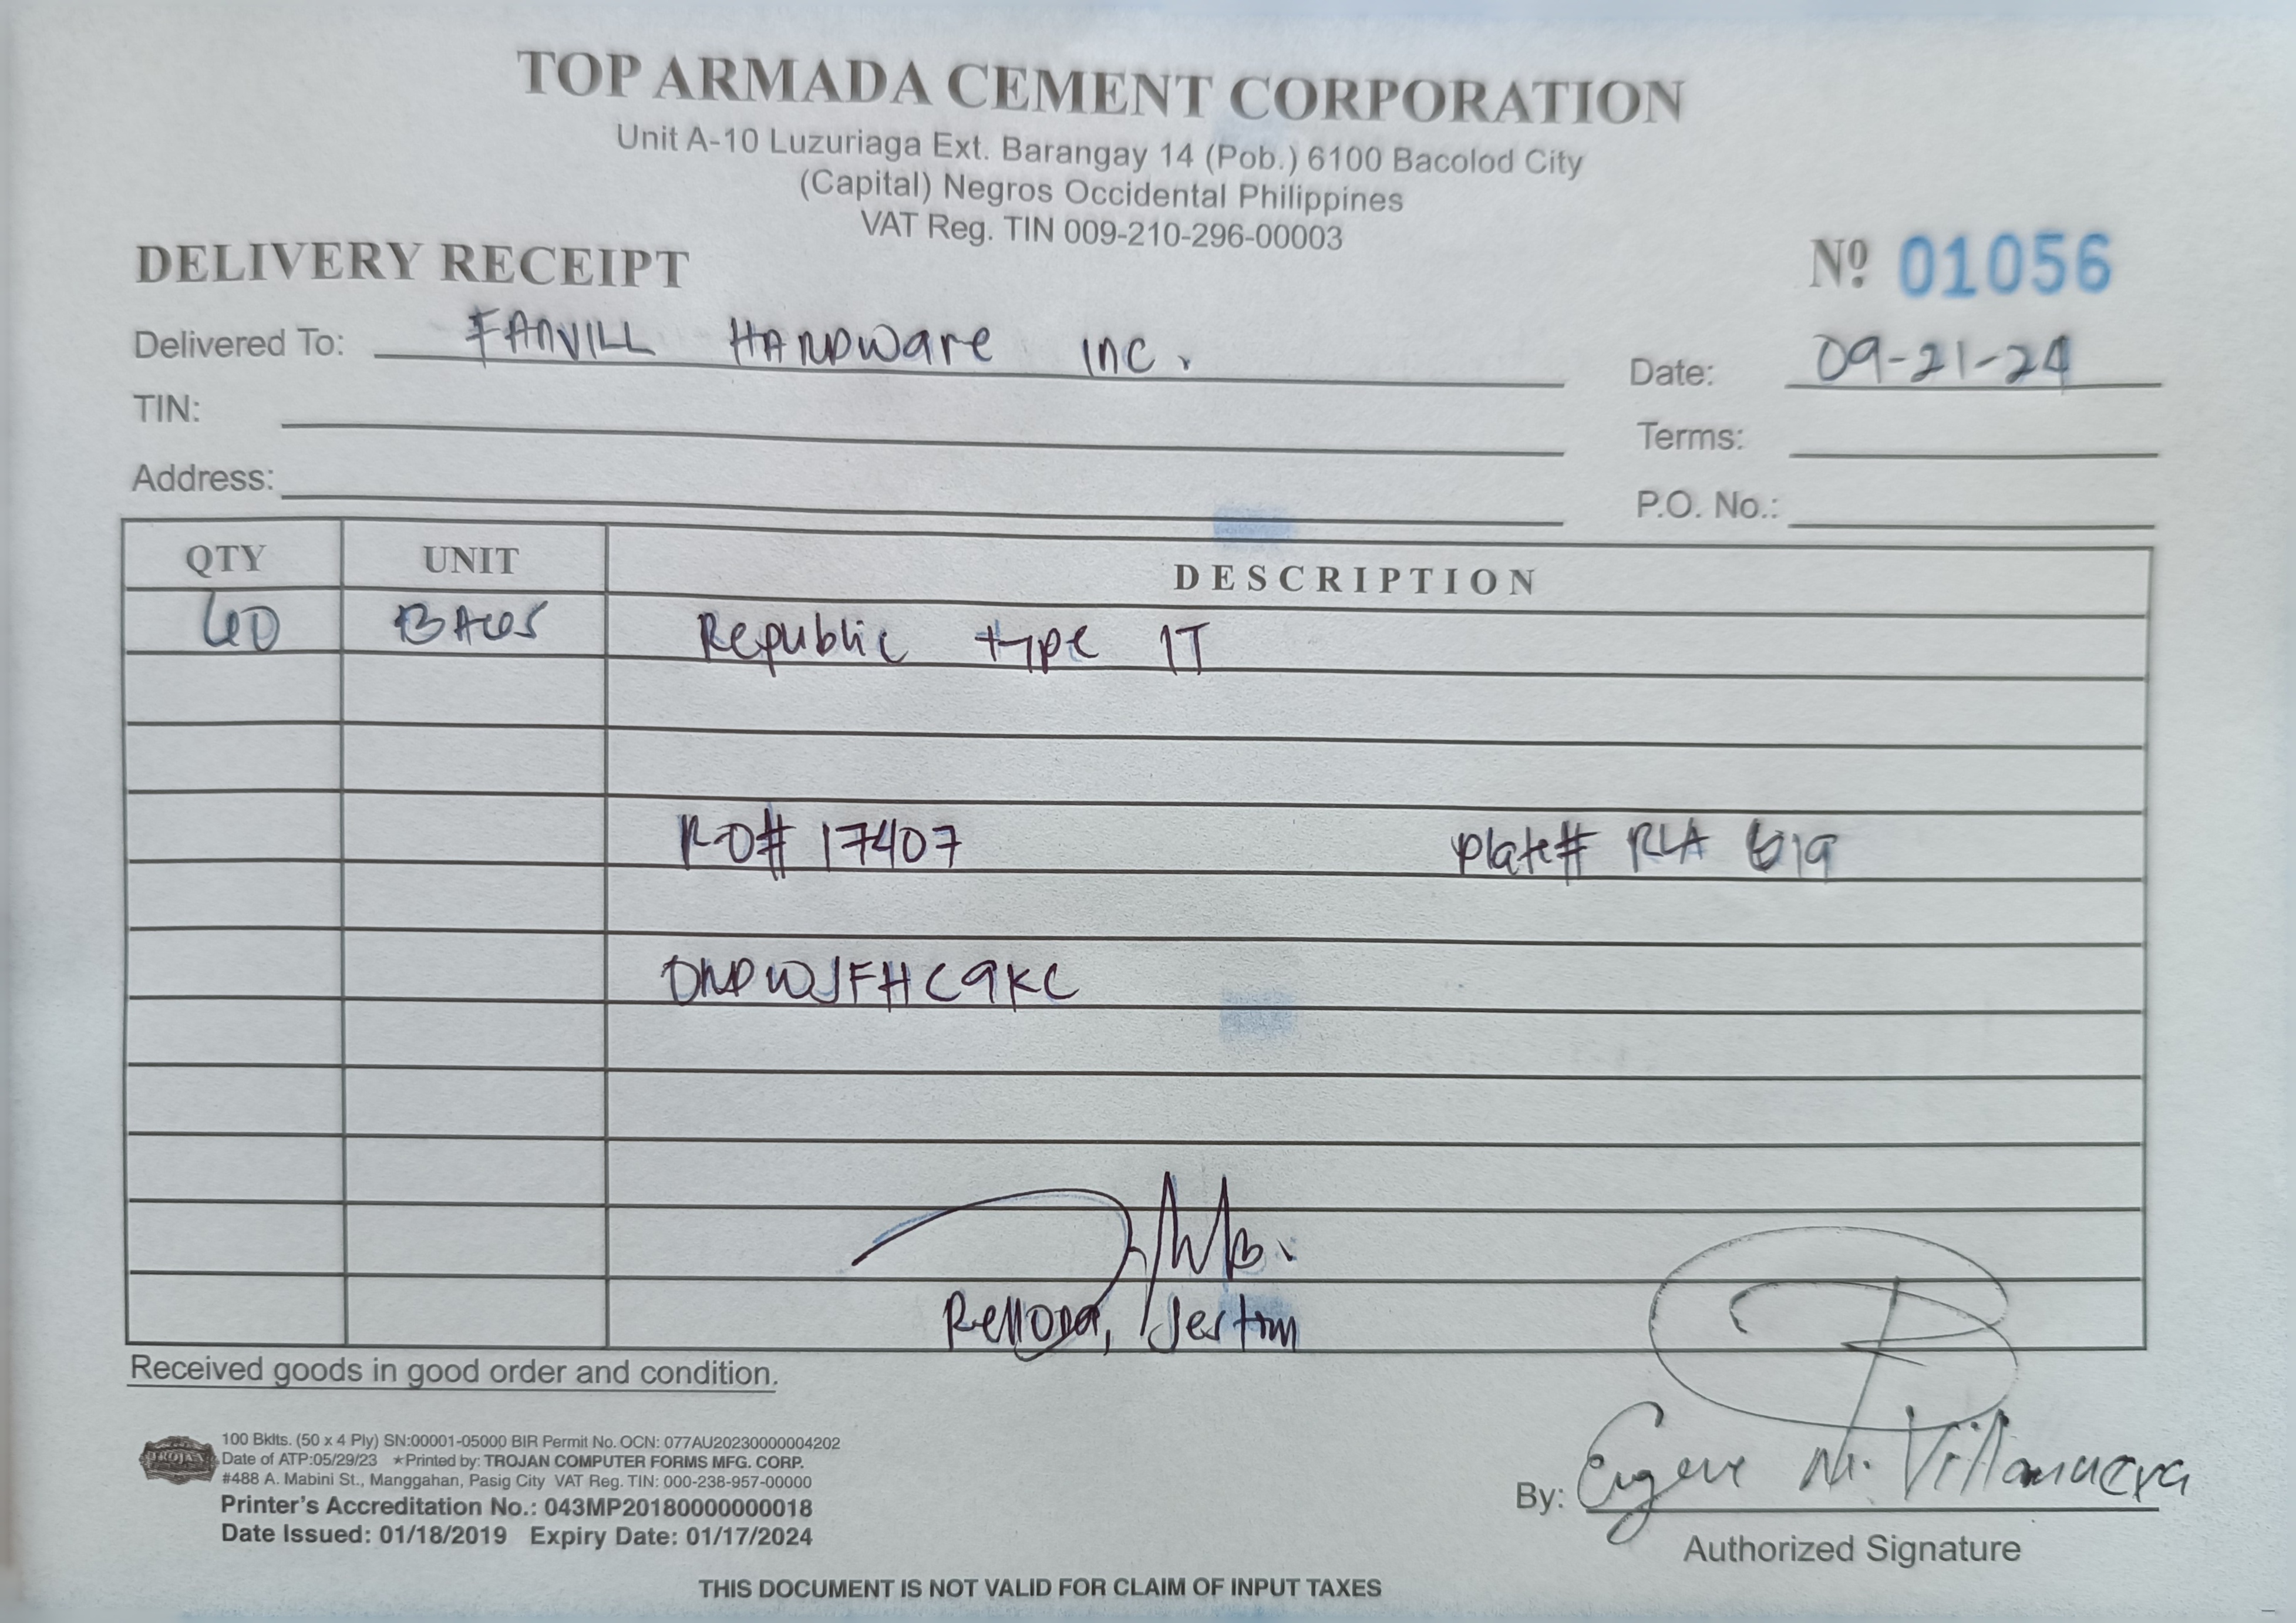 TOP ARMADA CEMENT CORPORATION
Unit A-10 Luzuriaga Ext. Barangay 14 (Pob.) 6100 Bacolod City
(Capital) Negros Occidental Philippines
VAT Reg. TIN 009-210-296-00003
DELIVERY RECEIPT
Nº 01056
Delivered To: FANVILL HARDWare INC.
Date: 09-21-24
TIN:
Terms:
Address:
P.O. No.:
QTY UNIT DESCRIPTION
BAGS Republic type 1T
RO# 17407 Plate# RLA 619
Rellona, Jestim
Received goods in good order and condition.
TROJAN
100 Bklts. (50 x 4 Ply) SN:00001-05000 BIR Permit No. OCN: 077AU20230000004202
Date of ATP:05/29/23 ★Printed by: TROJAN COMPUTER FORMS MFG. CORP.
#488 A. Mabini St., Manggahan, Pasig City VAT Reg. TIN: 000-238-957-00000
Printer's Accreditation No.: 043MP20180000000018
Date Issued: 01/18/2019 Expiry Date: 01/17/2024
By: Eugene M. Villanueva
Authorized Signature
THIS DOCUMENT IS NOT VALID FOR CLAIM OF INPUT TAXES